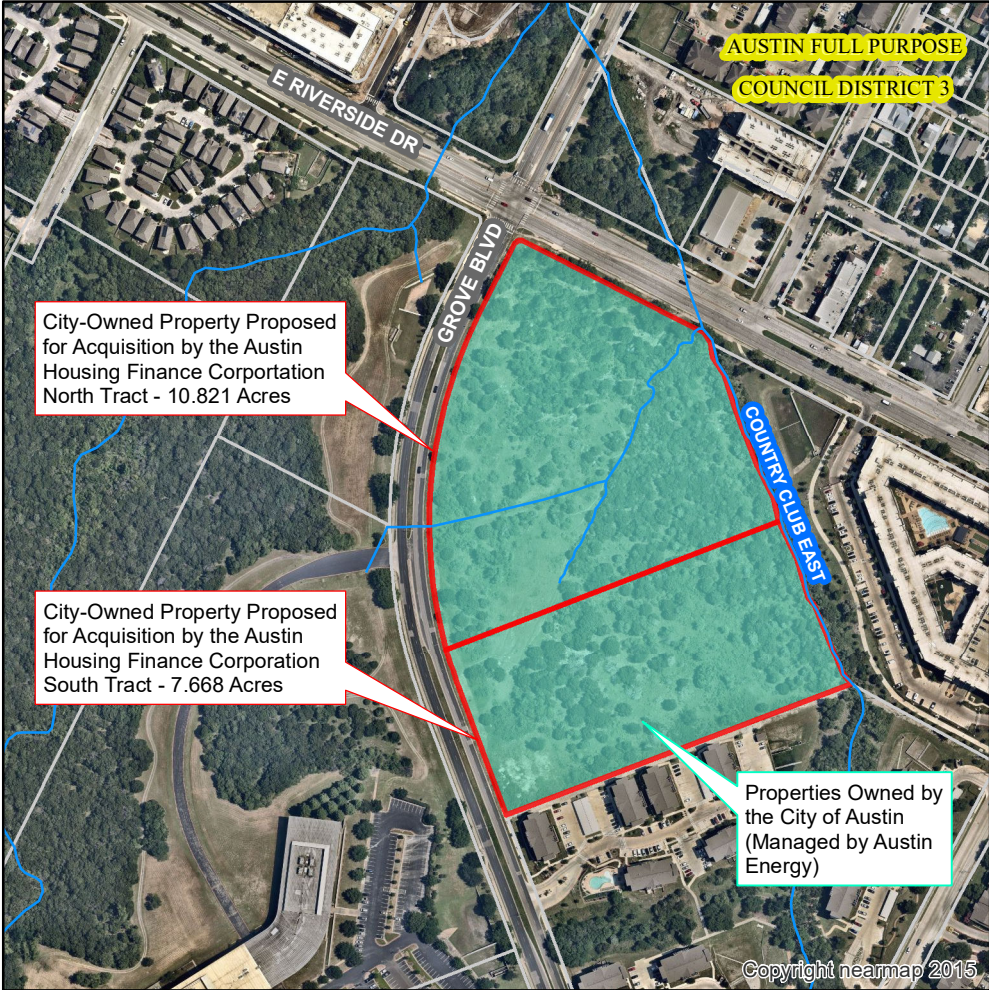 AUSTIN FULL PURPOSE
COUNCIL DISTRICT 3
E RIVERSIDE DR
GROVE BLVD
City-Owned Property Proposed
for Acquisition by the Austin
Housing Finance Corportation
North Tract - 10.821 Acres
COUNTRY CLUB EAST
City-Owned Property Proposed
for Acquisition by the Austin
Housing Finance Corporation
South Tract - 7.668 Acres
Properties Owned by
the City of Austin
(Managed by Austin
Energy)
Copyright nearmap 2015